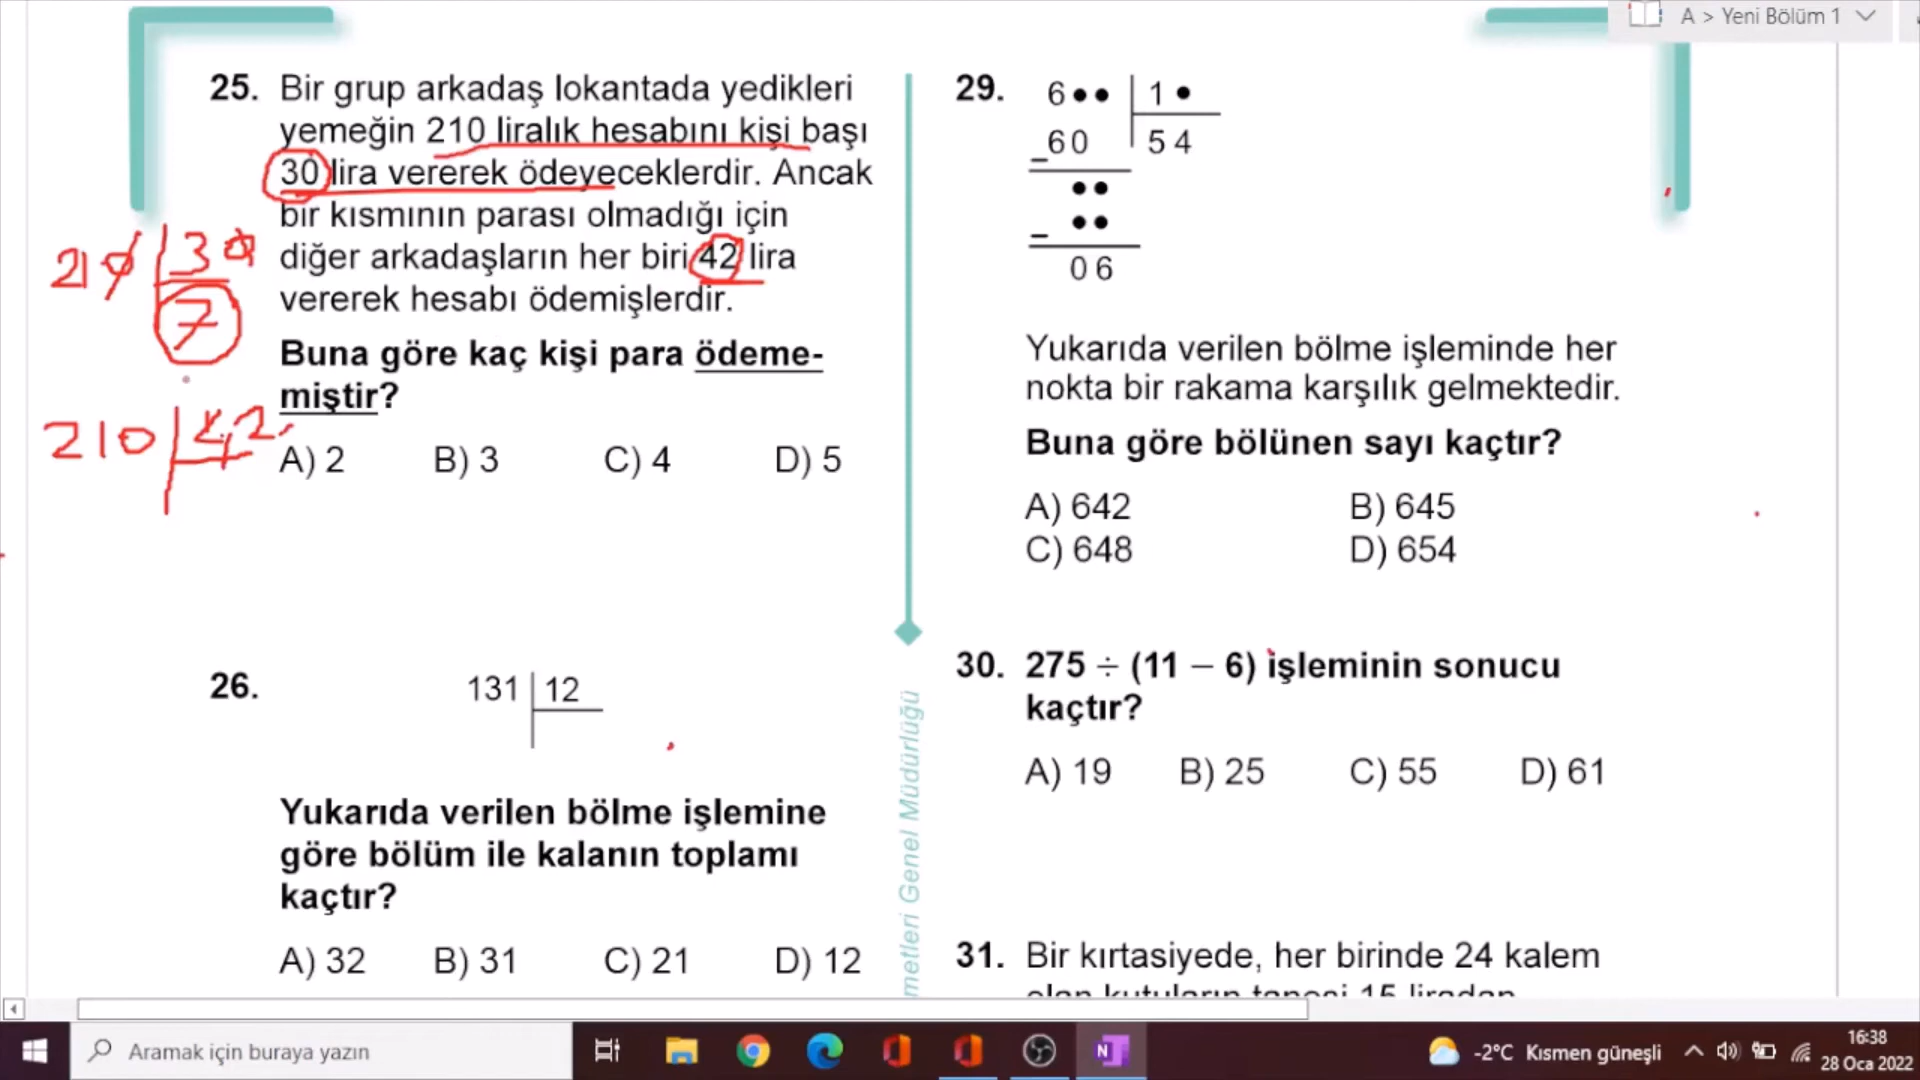 A > Yeni Bölüm 1
25. Bir grup arkadaş lokantada yedikleri
yemeğin 210 liralık hesabını kişi başı
30 lira vererek ödeyeceklerdir. Ancak
bir kısmının parası olmadığı için
diğer arkadaşların her biri 42 lira
vererek hesabı ödemişlerdir.
Buna göre kaç kişi para ödeme-
miştir?
A) 2 B) 3 C) 4 D) 5
210 30
7
210 42
26. 131 12
Yukarıda verilen bölme işlemine
göre bölüm ile kalanın toplamı
kaçtır?
A) 32 B) 31 C) 21 D) 12
metleri Genel Müdürlüğü
29. 6 • • 1 •
– 60 54
• •
– • •
06
Yukarıda verilen bölme işleminde her
nokta bir rakama karşılık gelmektedir.
Buna göre bölünen sayı kaçtır?
A) 642 B) 645
C) 648 D) 654
30. 275 ÷ (11 – 6) işleminin sonucu
kaçtır?
A) 19 B) 25 C) 55 D) 61
31. Bir kırtasiyede, her birinde 24 kalem
olan kutuların tanesi 15 liradan
Aramak için buraya yazın
-2°C Kısmen güneşli
16:38
28 Oca 2022